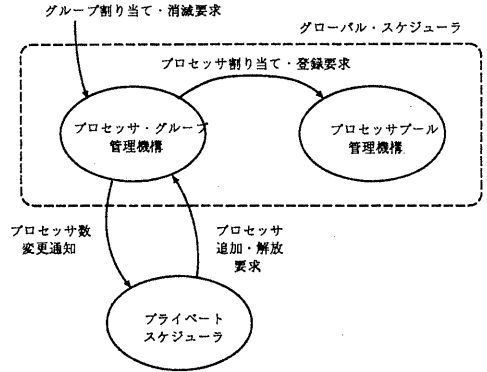 グループ割り当て・消滅要求
グローバル・スケジューラ
プロセッサ割り当て・登録要求
プロセッサ・グループ
管理機構
プロセッサプール
管理機構
プロセッサ数
変更通知
プロセッサ
追加・解放
要求
プライベート
スケジューラ